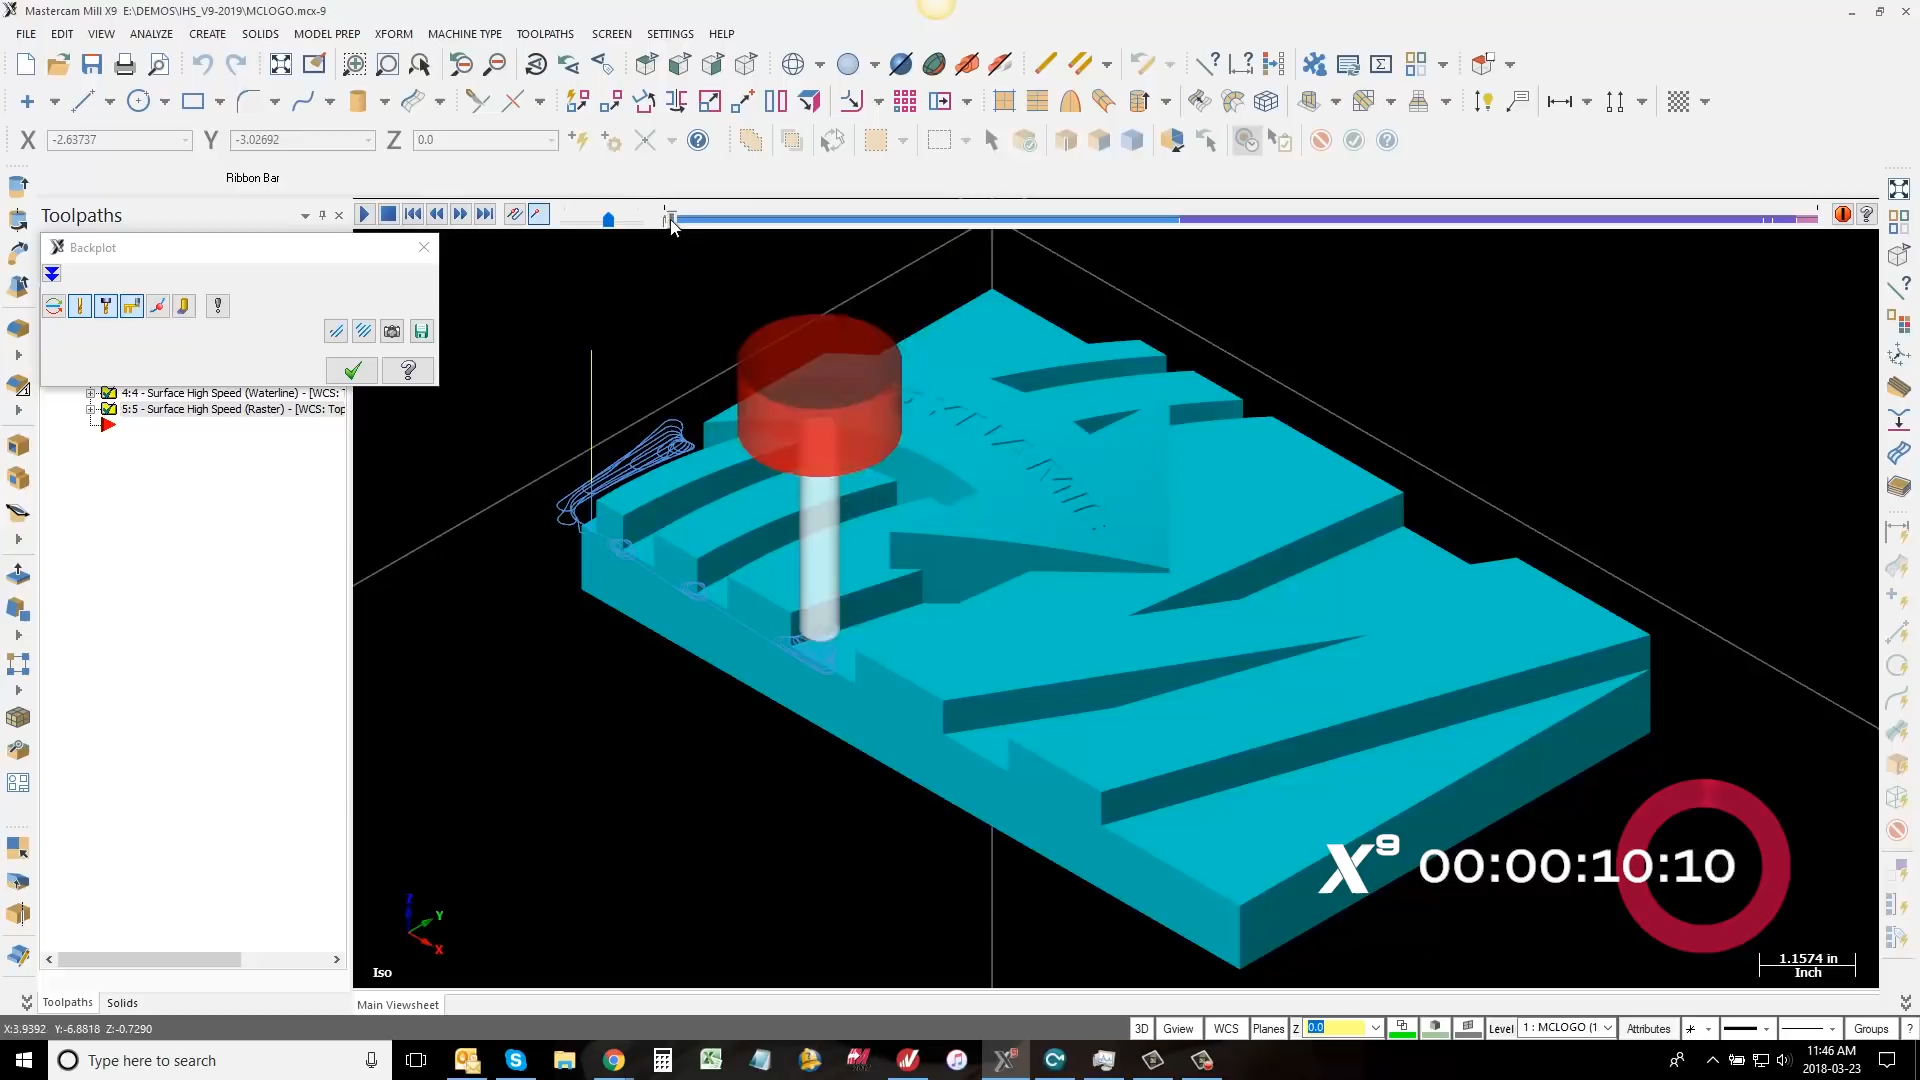 Mastercam Mill X9 E:\DEMOS\IHS_V9-2019\MCLOGO.mcx-9
FILE EDIT VIEW ANALYZE CREATE SOLIDS MODEL PREP XFORM MACHINE TYPE TOOLPATHS SCREEN SETTINGS HELP
X -2.63737 Y -3.02692 Z 0.0
Ribbon Bar
Toolpaths
Backplot
4:4 - Surface High Speed (Waterline) - [WCS: T
5:5 - Surface High Speed (Raster) - [WCS: Top
X9 00:00:10:10
Z
Y
X
Iso
1.1574 in
Inch
Toolpaths Solids
Main Viewsheet
X:3.9392 Y:-6.8818 Z:-0.7290
3D Gview WCS Planes Z 0.0 Level 1 : MCLOGO (1 Attributes Groups ?
Type here to search
11:46 AM
2018-03-23